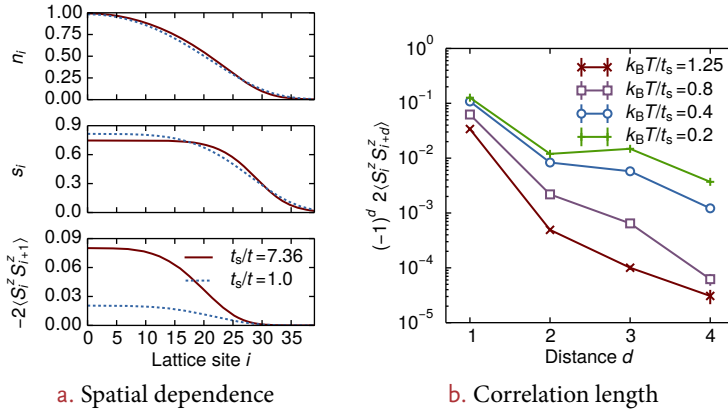 n_i
1.00
0.75
0.50
0.25
0.00
s_i
0.9
0.6
0.3
0.0
−2⟨S_i^z S_{i+1}^z⟩
0.09
0.06
0.03
0.00
t_s/t=7.36
t_s/t=1.0
0 5 10 15 20 25 30 35
Lattice site i
a. Spatial dependence
(−1)^d 2⟨S_i^z S_{i+d}^z⟩
10^0
10^−1
10^−2
10^−3
10^−4
10^−5
k_BT/t_s=1.25
k_BT/t_s=0.8
k_BT/t_s=0.4
k_BT/t_s=0.2
1 2 3 4
Distance d
b. Correlation length